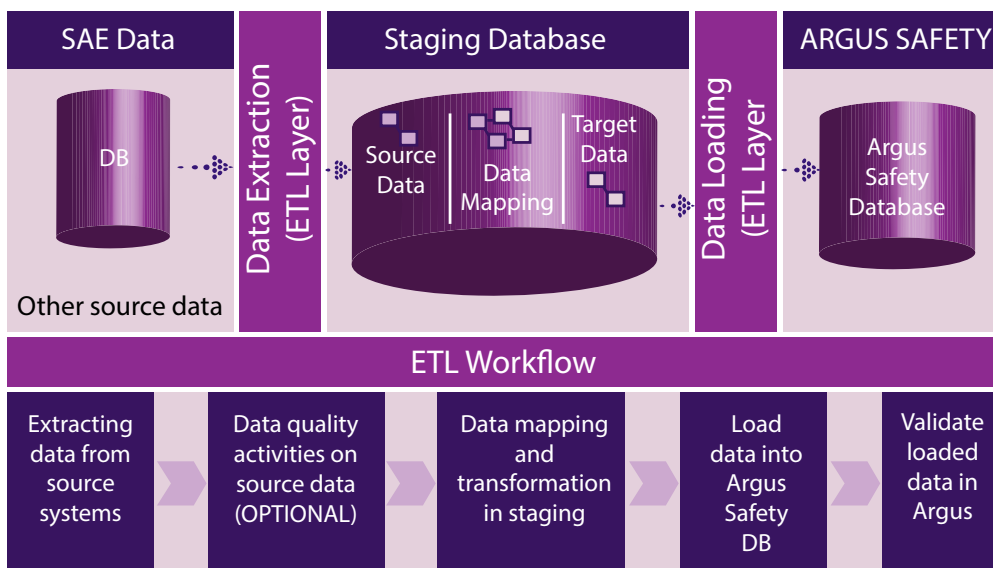 SAE Data
DB
Other source data
Data Extraction
(ETL Layer)
Staging Database
Source
Data
Data
Mapping
Target
Data
Data Loading
(ETL Layer
ARGUS SAFETY
Argus
Safety
Database
ETL Workflow
Extracting
data from
source
systems
Data quality
activities on
source data
(OPTIONAL)
Data mapping
and
transformation
in staging
Load
data into
Argus
Safety
DB
Validate
loaded
data in
Argus